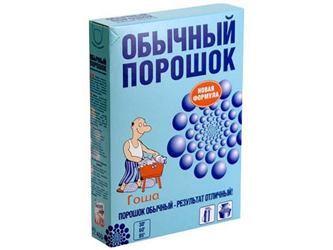 ОБЫЧНЫЙ
ПОРОШОК
НОВАЯ
ФОРМУЛА
Гоша
ПОРОШОК ОБЫЧНЫЙ - РЕЗУЛЬТАТ ОТЛИЧНЫЙ!